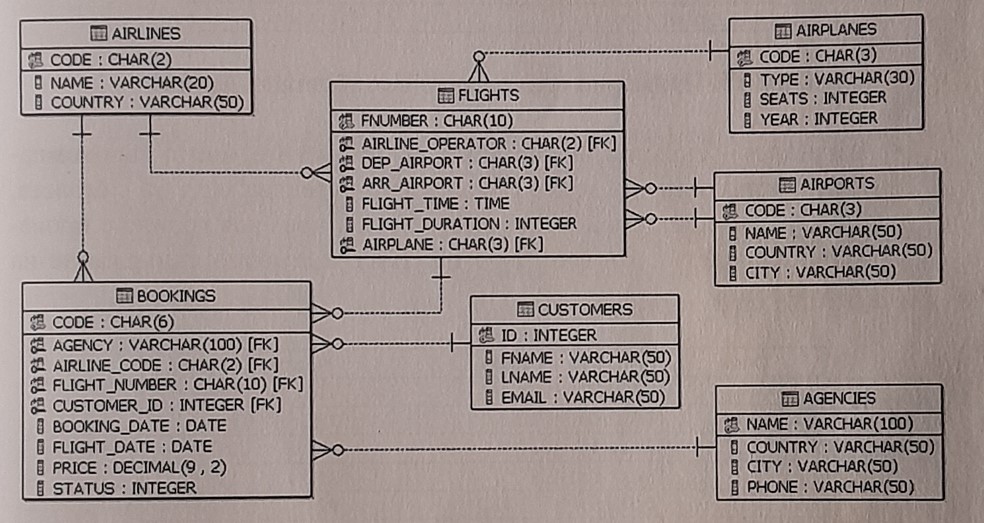 AIRLINES
CODE : CHAR(2)
NAME : VARCHAR(20)
COUNTRY : VARCHAR(50)
FLIGHTS
FNUMBER : CHAR(10)
AIRLINE_OPERATOR : CHAR(2) [FK]
DEP_AIRPORT : CHAR(3) [FK]
ARR_AIRPORT : CHAR(3) [FK]
FLIGHT_TIME : TIME
FLIGHT_DURATION : INTEGER
AIRPLANE : CHAR(3) [FK]
AIRPLANES
CODE : CHAR(3)
TYPE : VARCHAR(30)
SEATS : INTEGER
YEAR : INTEGER
AIRPORTS
CODE : CHAR(3)
NAME : VARCHAR(50)
COUNTRY : VARCHAR(50)
CITY : VARCHAR(50)
BOOKINGS
CODE : CHAR(6)
AGENCY : VARCHAR(100) [FK]
AIRLINE_CODE : CHAR(2) [FK]
FLIGHT_NUMBER : CHAR(10) [FK]
CUSTOMER_ID : INTEGER [FK]
BOOKING_DATE : DATE
FLIGHT_DATE : DATE
PRICE : DECIMAL(9 , 2)
STATUS : INTEGER
CUSTOMERS
ID : INTEGER
FNAME : VARCHAR(50)
LNAME : VARCHAR(50)
EMAIL : VARCHAR(50)
AGENCIES
NAME : VARCHAR(100)
COUNTRY : VARCHAR(50)
CITY : VARCHAR(50)
PHONE : VARCHAR(50)